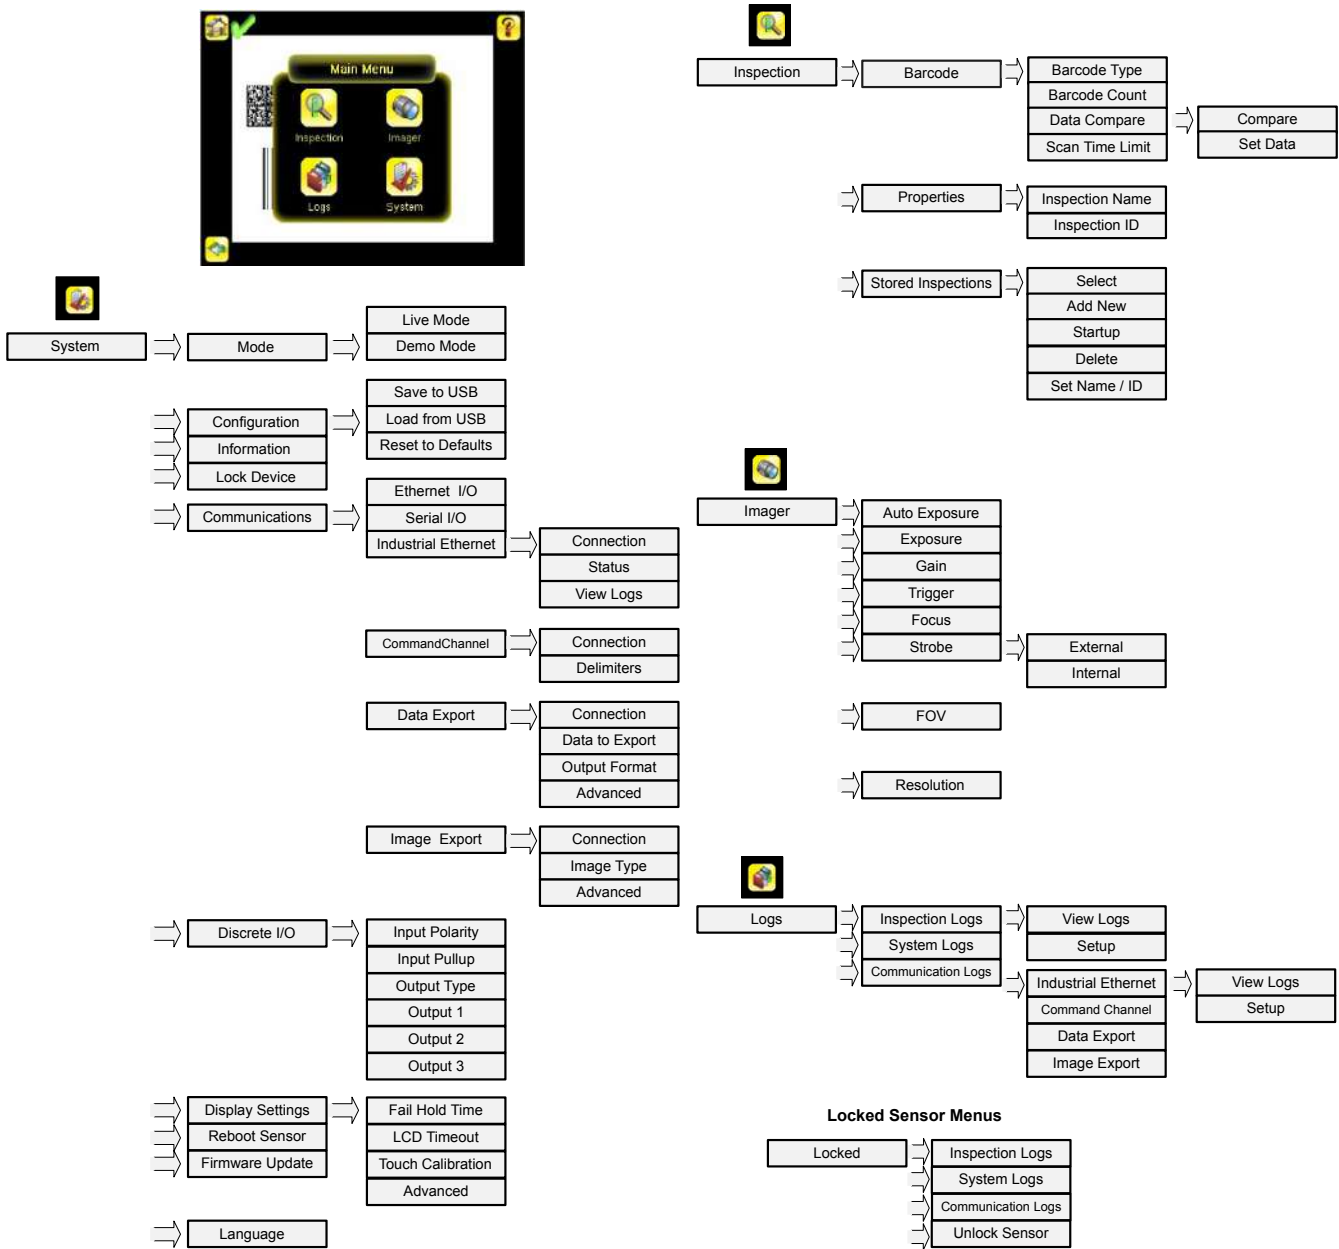 Main Menu
Inspection
Imager
Logs
System
System
Mode
Live Mode
Demo Mode
Configuration
Information
Lock Device
Save to USB
Load from USB
Reset to Defaults
Communications
Ethernet I/O
Serial I/O
Industrial Ethernet
Connection
Status
View Logs
CommandChannel
Connection
Delimiters
Data Export
Connection
Data to Export
Output Format
Advanced
Image Export
Connection
Image Type
Advanced
Discrete I/O
Input Polarity
Input Pullup
Output Type
Output 1
Output 2
Output 3
Display Settings
Reboot Sensor
Firmware Update
Fail Hold Time
LCD Timeout
Touch Calibration
Advanced
Language
Inspection
Barcode
Barcode Type
Barcode Count
Data Compare
Scan Time Limit
Compare
Set Data
Properties
Inspection Name
Inspection ID
Stored Inspections
Select
Add New
Startup
Delete
Set Name / ID
Imager
Auto Exposure
Exposure
Gain
Trigger
Focus
Strobe
External
Internal
FOV
Resolution
Logs
Inspection Logs
System Logs
Communication Logs
View Logs
Setup
Industrial Ethernet
Command Channel
Data Export
Image Export
View Logs
Setup
Locked Sensor Menus
Locked
Inspection Logs
System Logs
Communication Logs
Unlock Sensor